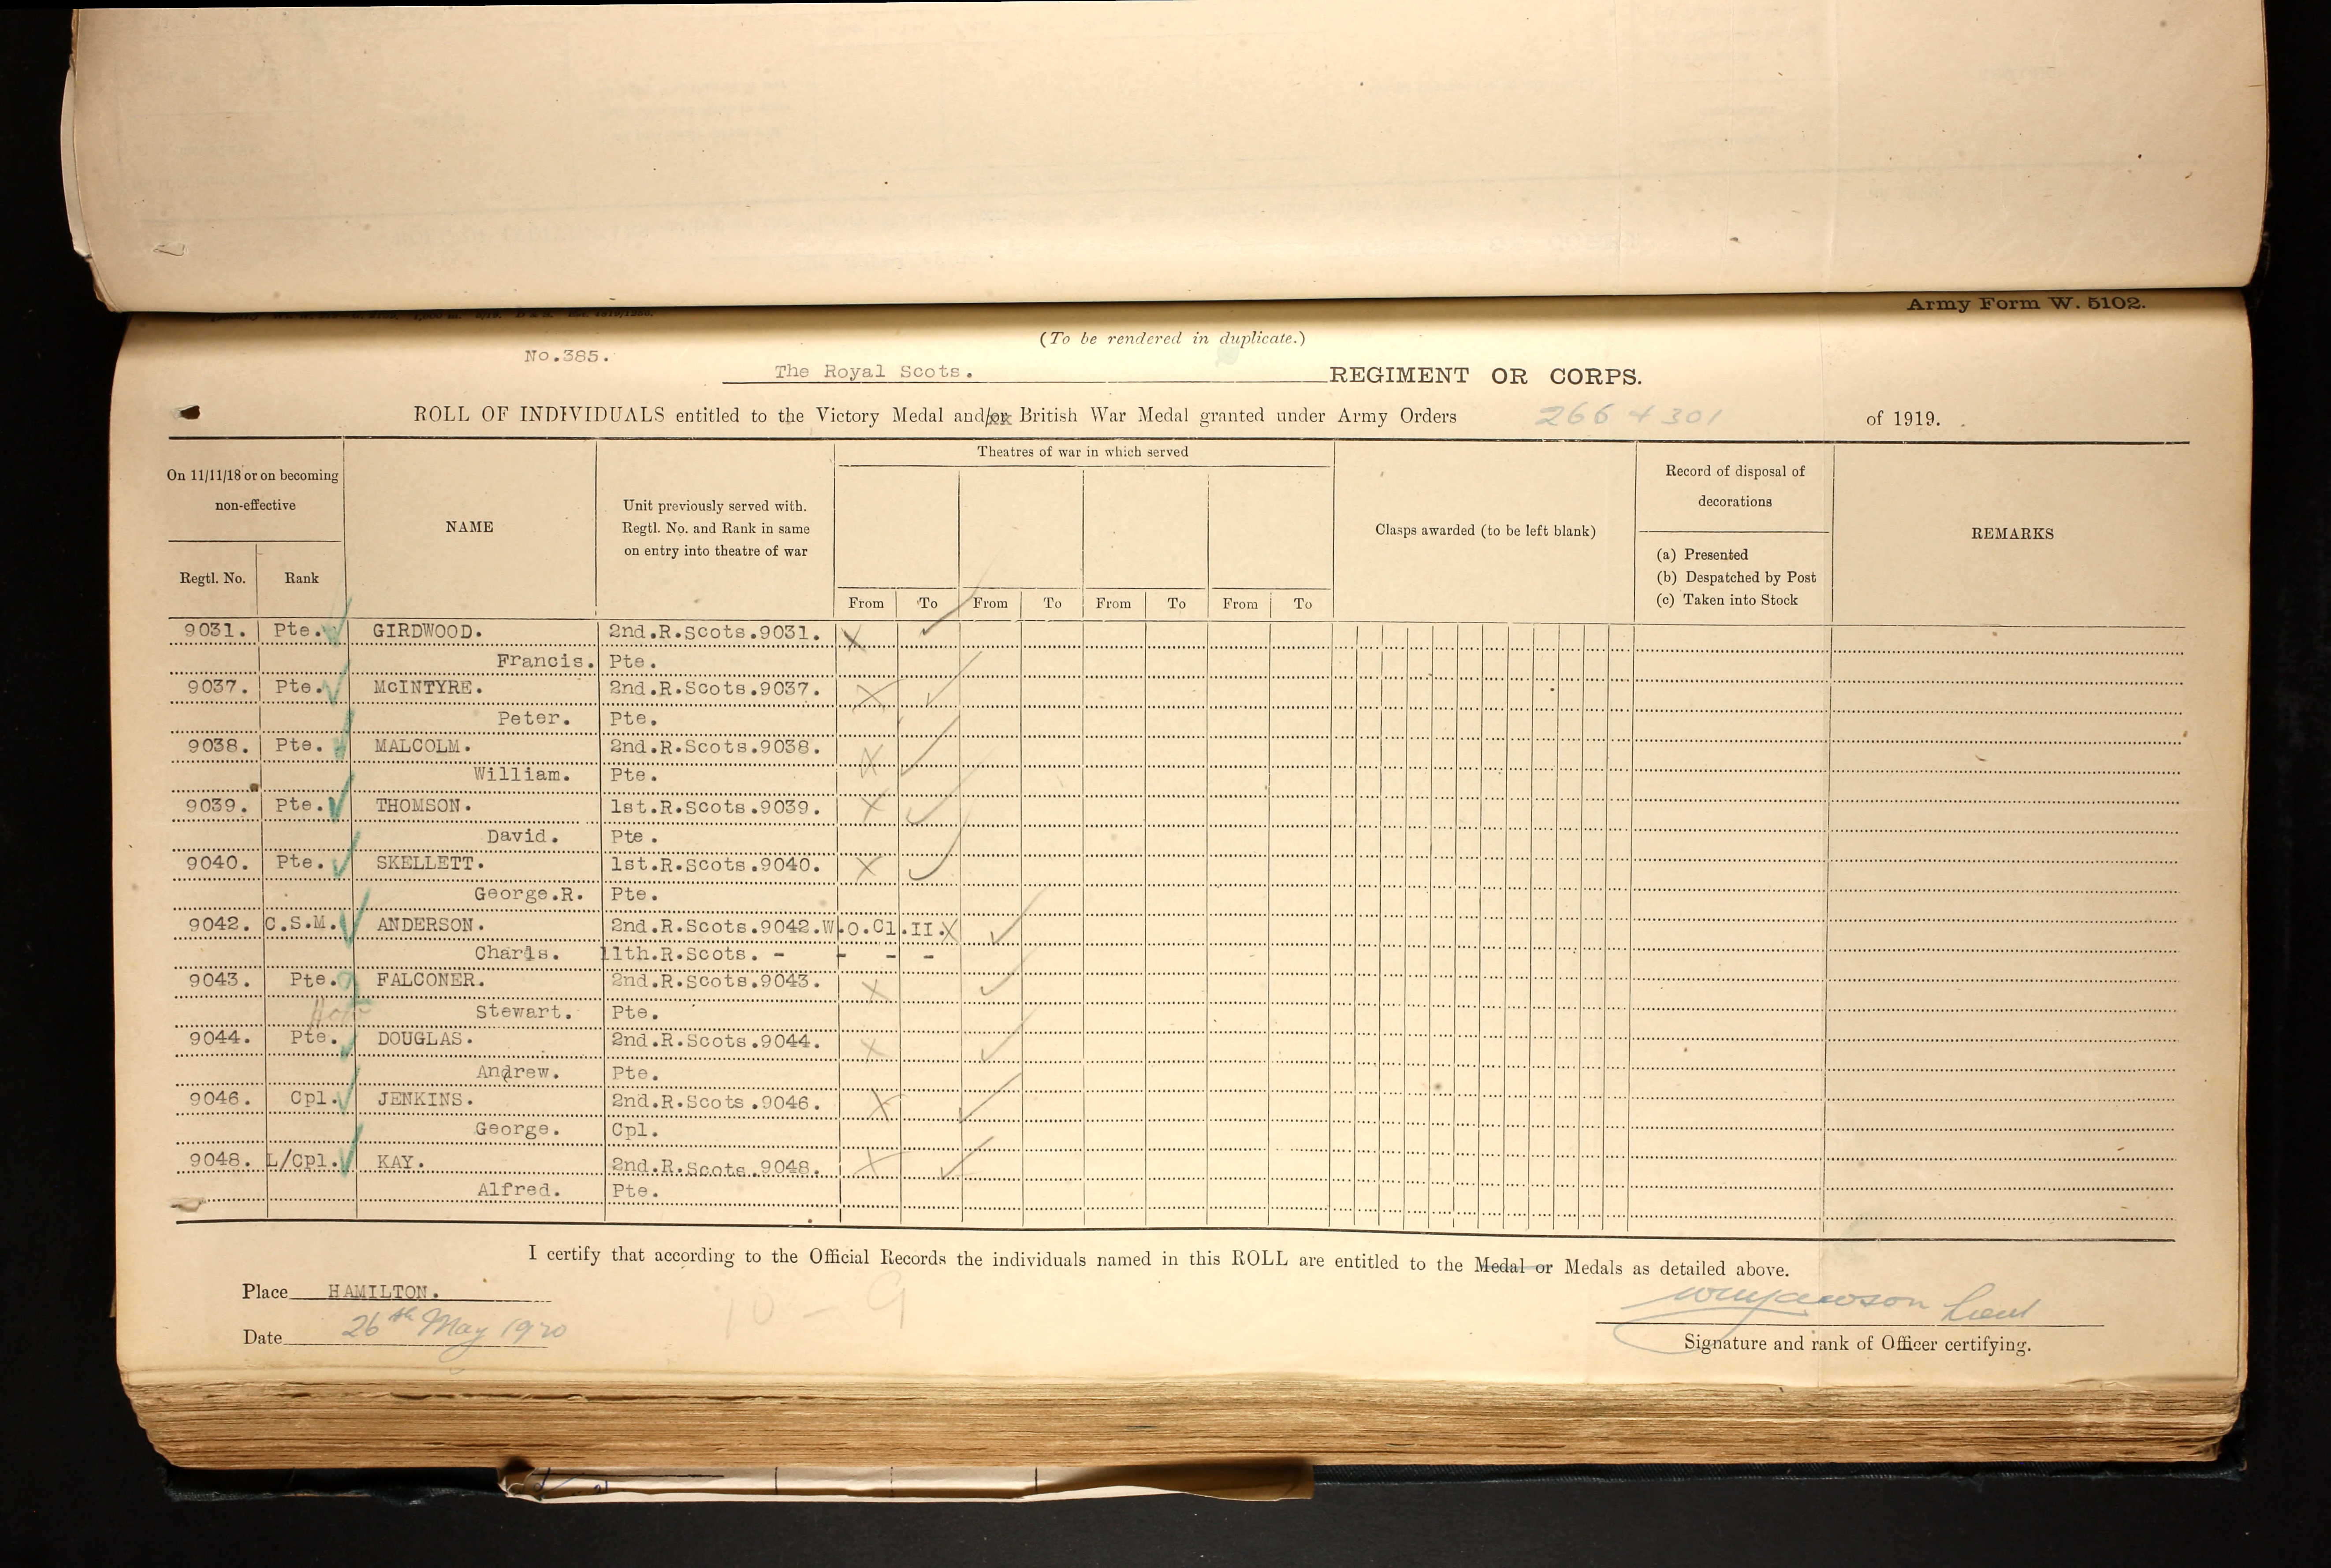 Army Form W. 5102.
(To be rendered in duplicate.)
No.385.
The Royal Scots. REGIMENT OR CORPS.
ROLL OF INDIVIDUALS entitled to the Victory Medal and/or British War Medal granted under Army Orders 266 + 301 of 1919.
On 11/11/18 or on becoming non-effective
Regtl. No.
Rank
NAME
Unit previously served with. Regtl. No. and Rank in same on entry into theatre of war
Theatres of war in which served
From To From To From To From To
Clasps awarded (to be left blank)
Record of disposal of decorations
(a) Presented
(b) Despatched by Post
(c) Taken into Stock
REMARKS
9031. Pte. GIRDWOOD. 2nd.R.Scots.9031. X
Francis. Pte.
9037. Pte. McINTYRE. 2nd.R.Scots.9037. X
Peter. Pte.
9038. Pte. MALCOLM. 2nd.R.Scots.9038. X
William. Pte.
9039. Pte. THOMSON. 1st.R.Scots.9039. X
David. Pte.
9040. Pte. SKELLETT. 1st.R.Scots.9040. X
George.R. Pte.
9042. C.S.M. ANDERSON. 2nd.R.Scots.9042.W.O.Cl.II. X
Charls. 11th.R.Scots. - - - -
9043. Pte. FALCONER. 2nd.R.Scots.9043. X
Stewart. Pte.
9044. Pte. DOUGLAS. 2nd.R.Scots.9044. X
Andrew. Pte.
9046. Cpl. JENKINS. 2nd.R.Scots.9046. X
George. Cpl.
9048. L/Cpl. KAY. 2nd.R.Scots.9048. X
Alfred. Pte.
I certify that according to the Official Records the individuals named in this ROLL are entitled to the Medal or Medals as detailed above.
Place HAMILTON.
10 - 9
Date 26th May 1920
Lieut
Signature and rank of Officer certifying.